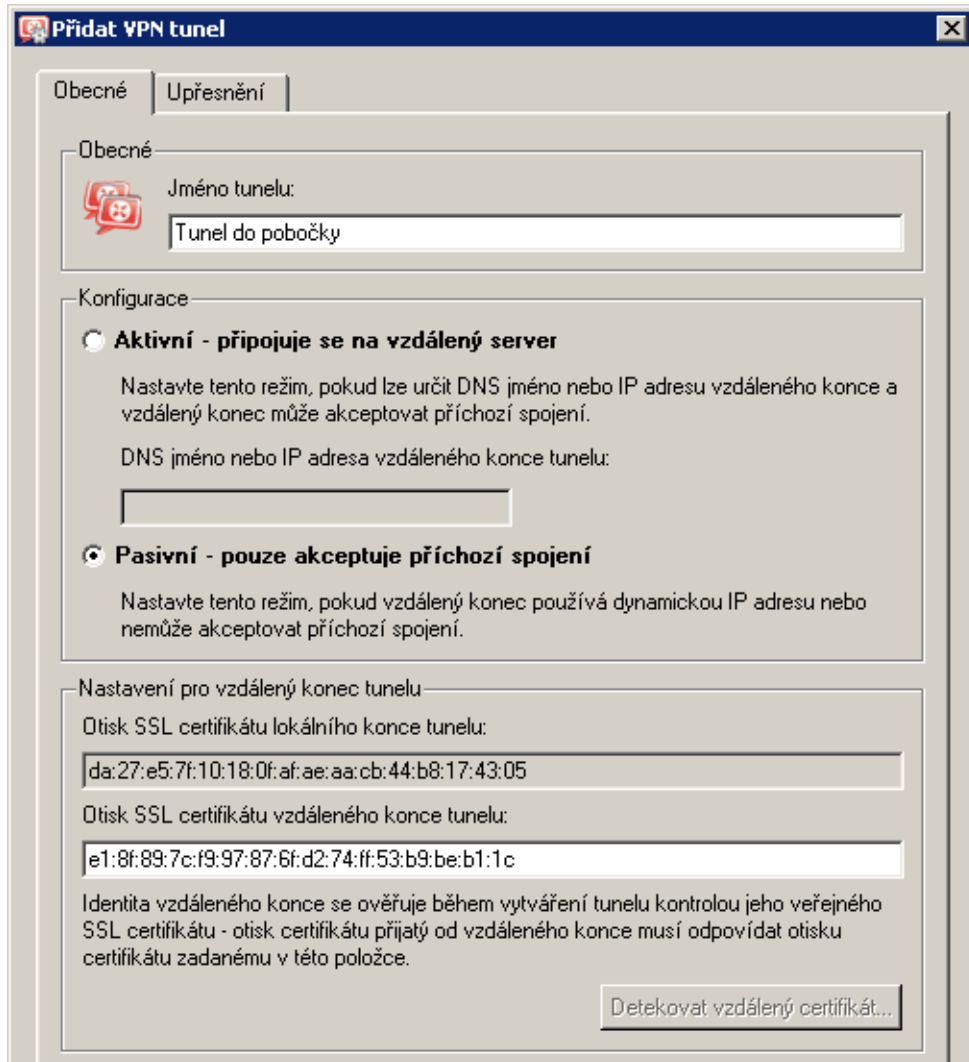 Přidat VPN tunel
Obecné
Upřesnění
Obecné
Jméno tunelu:
Tunel do pobočky
Konfigurace
Aktivní - připojuje se na vzdálený server
Nastavte tento režim, pokud lze určit DNS jméno nebo IP adresu vzdáleného konce a
vzdálený konec může akceptovat příchozí spojení.
DNS jméno nebo IP adresa vzdáleného konce tunelu:
Pasivní - pouze akceptuje příchozí spojení
Nastavte tento režim, pokud vzdálený konec používá dynamickou IP adresu nebo
nemůže akceptovat příchozí spojení.
Nastavení pro vzdálený konec tunelu
Otisk SSL certifikátu lokálního konce tunelu:
da:27:e5:7f:10:18:0f:af:ae:aa:cb:44:b8:17:43:05
Otisk SSL certifikátu vzdáleného konce tunelu:
e1:8f:89:7c:f9:97:87:6f:d2:74:ff:53:b9:be:b1:1c
Identita vzdáleného konce se ověřuje během vytváření tunelu kontrolou jeho veřejného
SSL certifikátu - otisk certifikátu přijatý od vzdáleného konce musí odpovídat otisku
certifikátu zadanému v této položce.
Detekovat vzdálený certifikát...